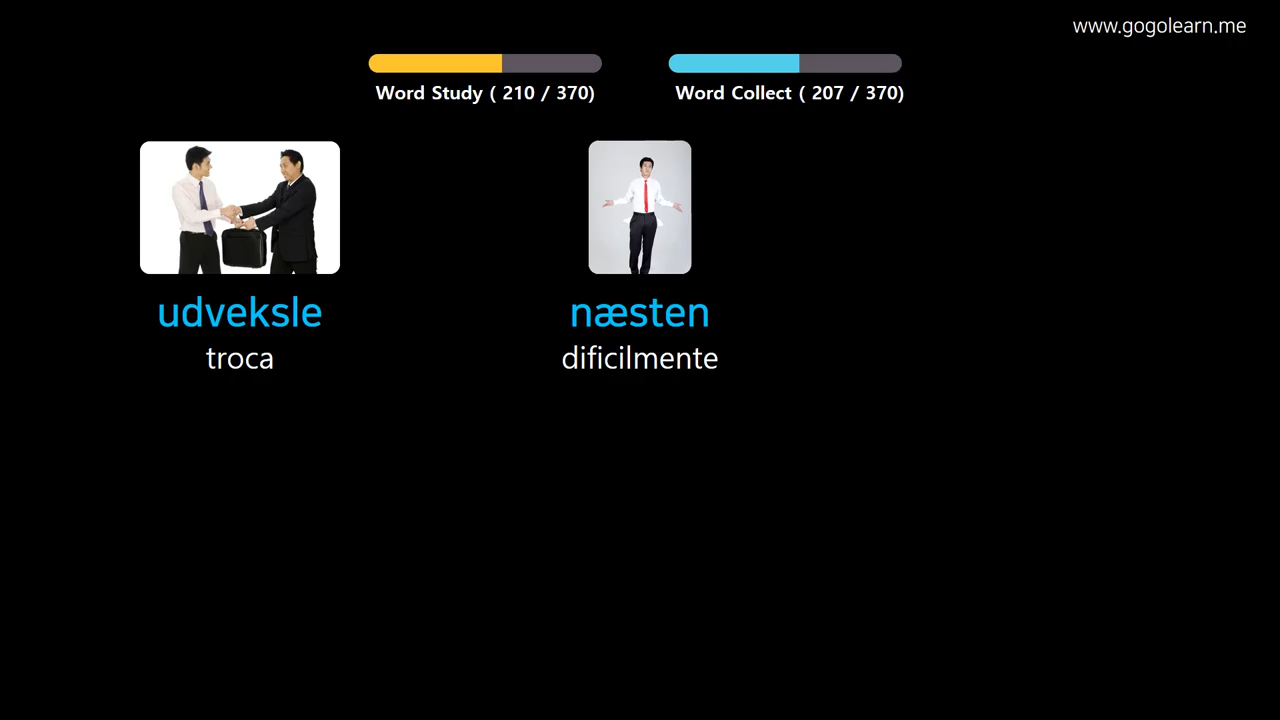 www.gogolearn.me
Word Study ( 210 / 370)
Word Collect ( 207 / 370)
udveksle
troca
næsten
dificilmente